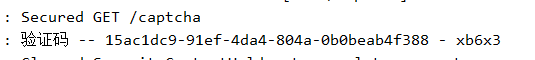 : Secured GET /captcha
: 验证码 -- 15ac1dc9-91ef-4da4-804a-0b0beab4f388 - xb6x3